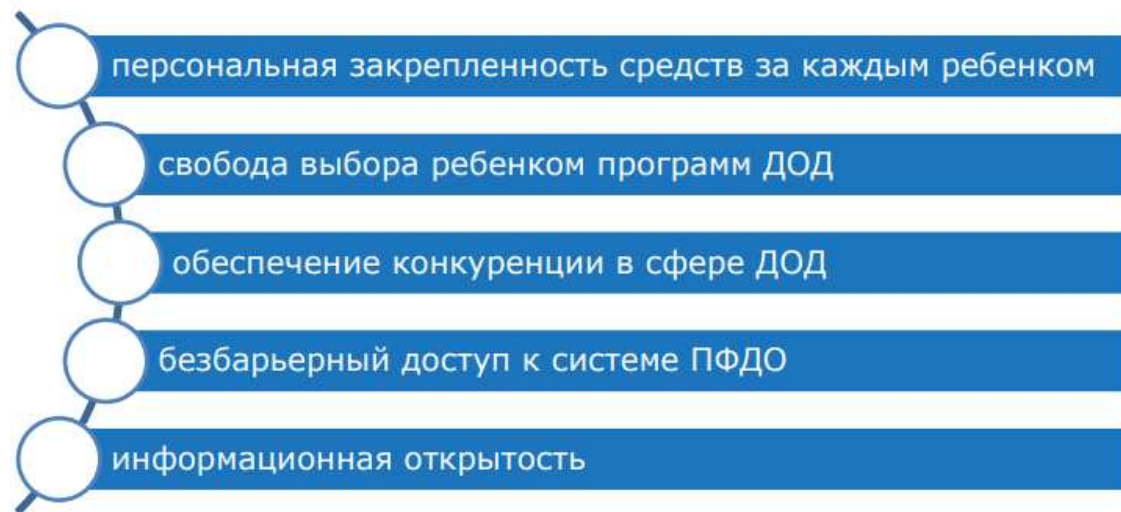 персональная закрепленность средств за каждым ребенком
свобода выбора ребенком программ ДОД
обеспечение конкуренции в сфере ДОД
безбарьерный доступ к системе ПФДО
информационная открытость